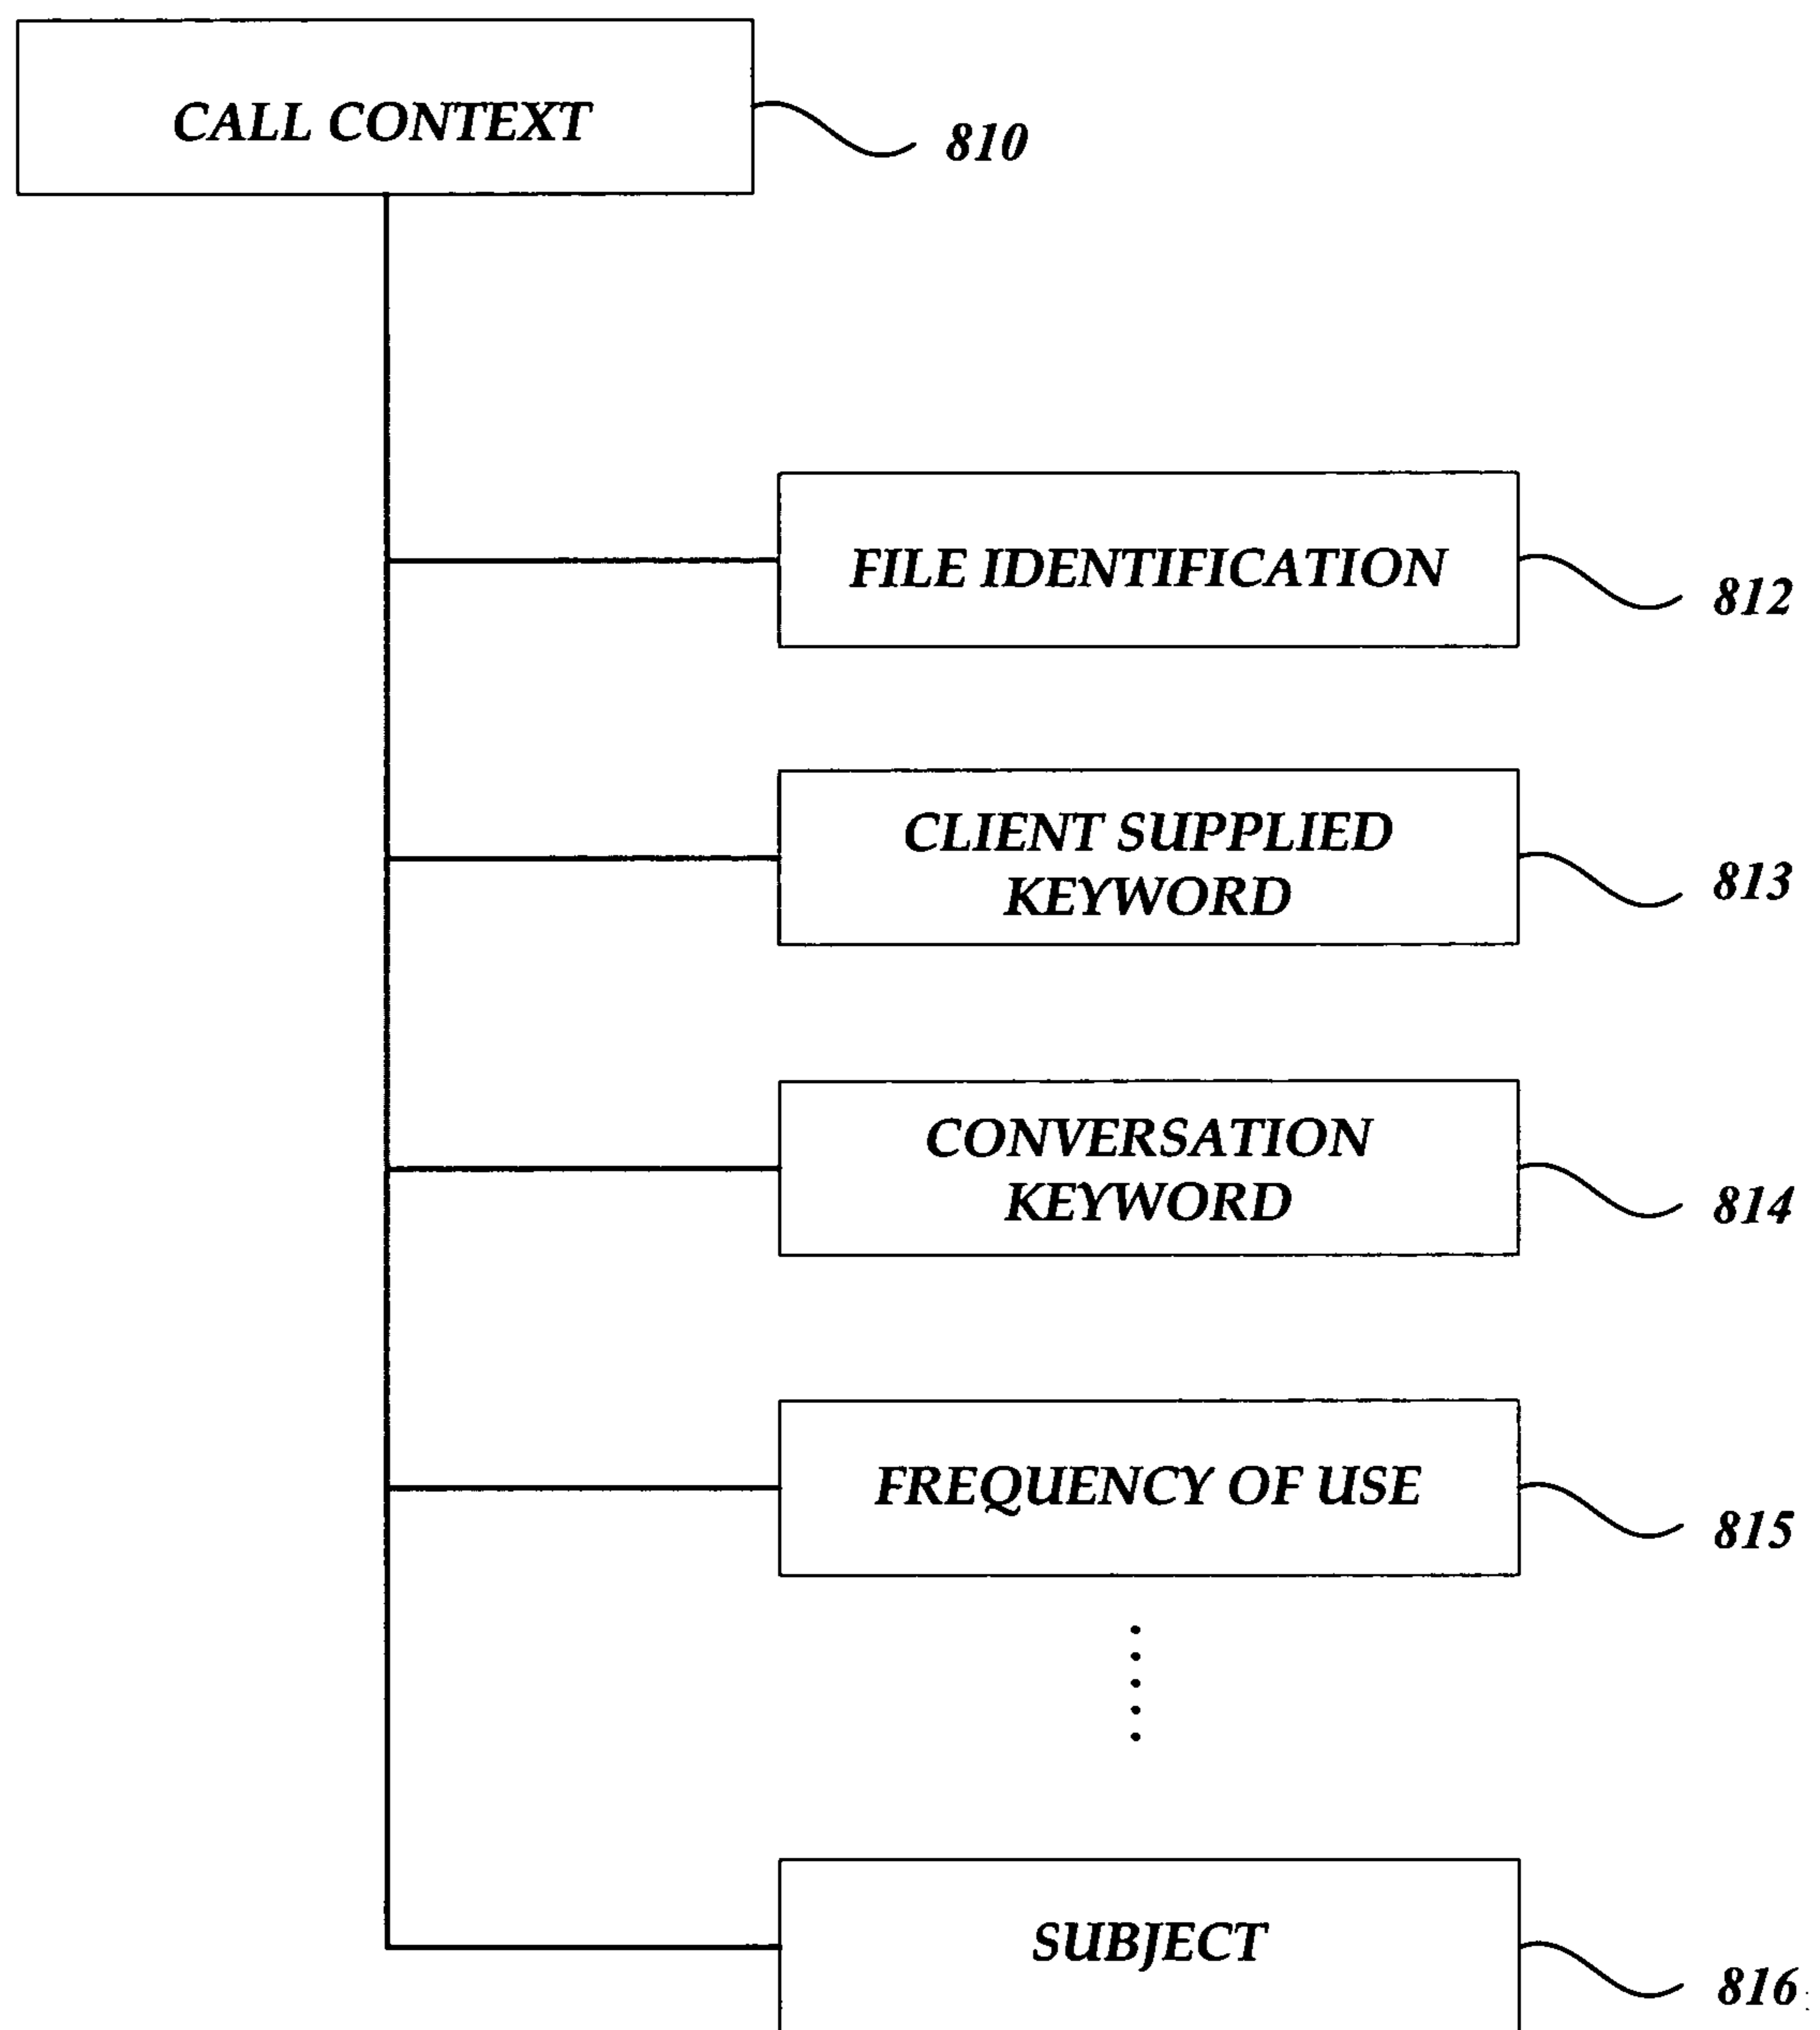 CALL CONTEXT
810
FILE IDENTIFICATION
812
CLIENT SUPPLIED
KEYWORD
813
CONVERSATION
KEYWORD
814
FREQUENCY OF USE
815
SUBJECT
816